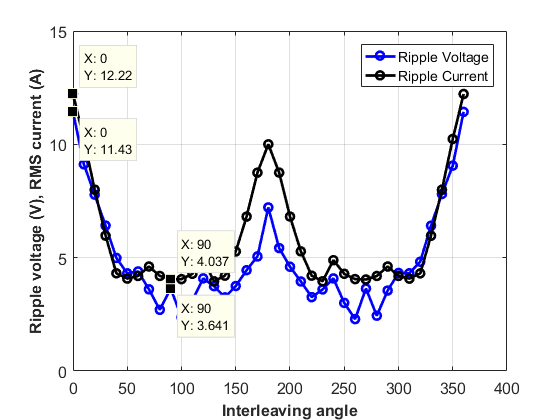 15
10
5
0
Ripple voltage (V), RMS current (A)
X: 0
Y: 12.22
X: 0
Y: 11.43
X: 90
Y: 4.037
X: 90
Y: 3.641
Ripple Voltage
Ripple Current
0 50 100 150 200 250 300 350 400
Interleaving angle